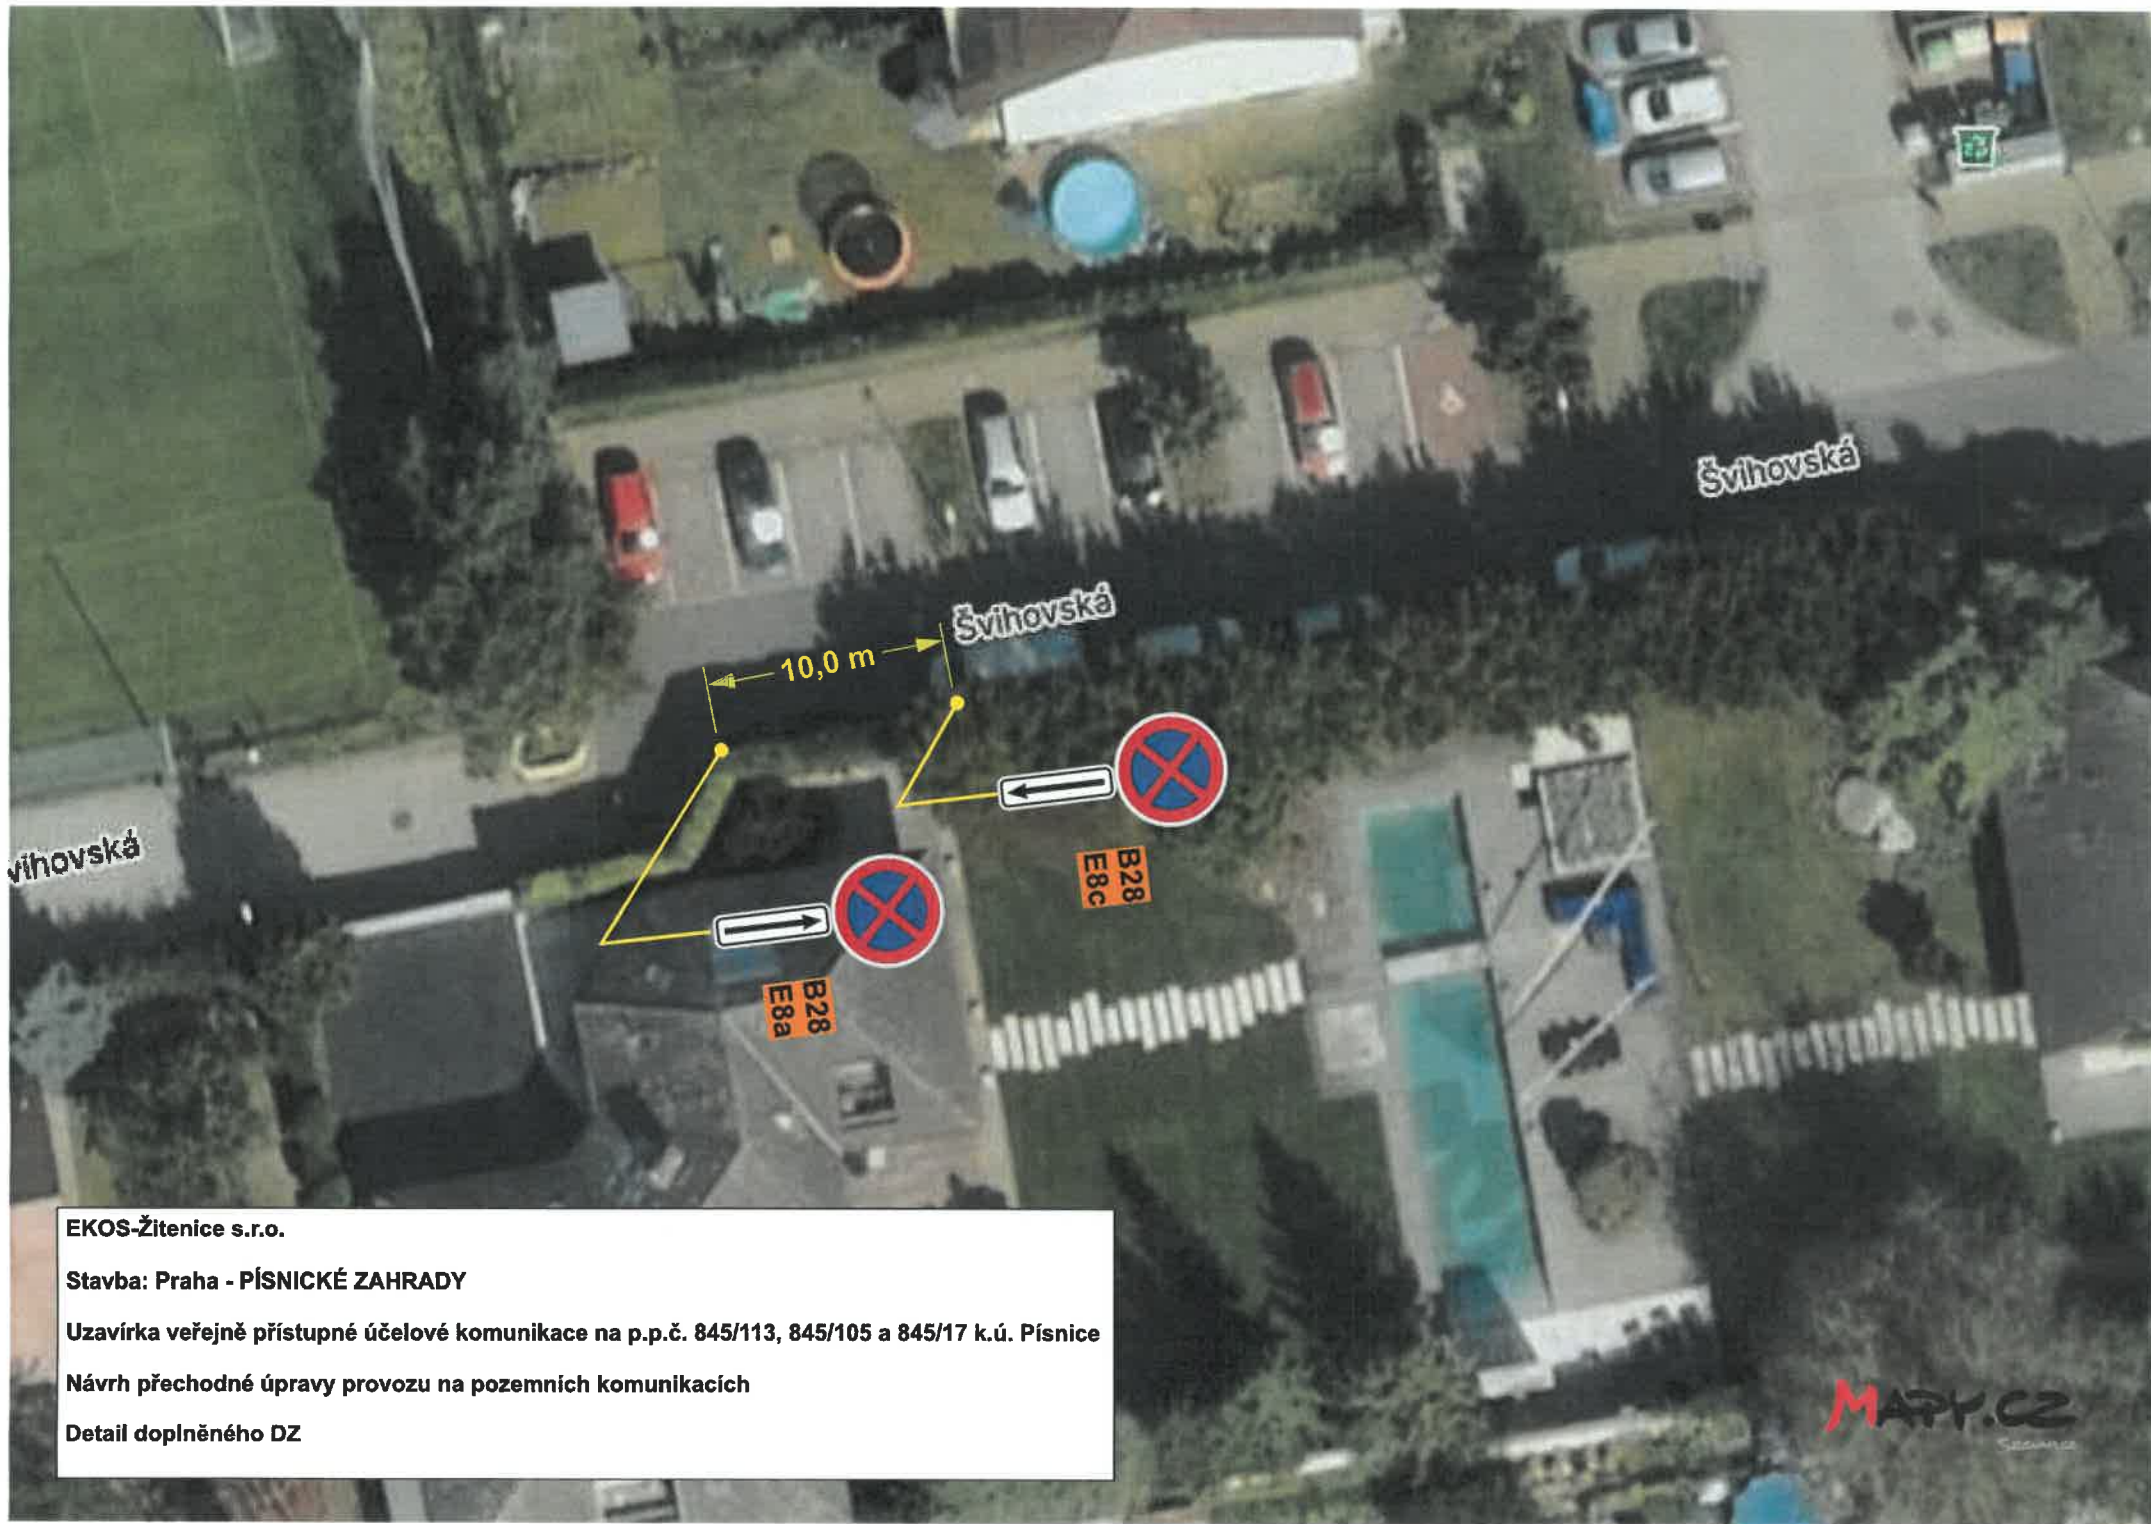 Švihovská
Švihovská
10,0 m
B28
E8c
vihovská
B28
E8a
EKOS-Žitenice s.r.o.
Stavba: Praha - PÍSNICKÉ ZAHRADY
Uzavírka veřejně přístupné účelové komunikace na p.p.č. 845/113, 845/105 a 845/17 k.ú. Písnice
Návrh přechodné úpravy provozu na pozemních komunikacích
Detail doplněného DZ
MAPY.CZ